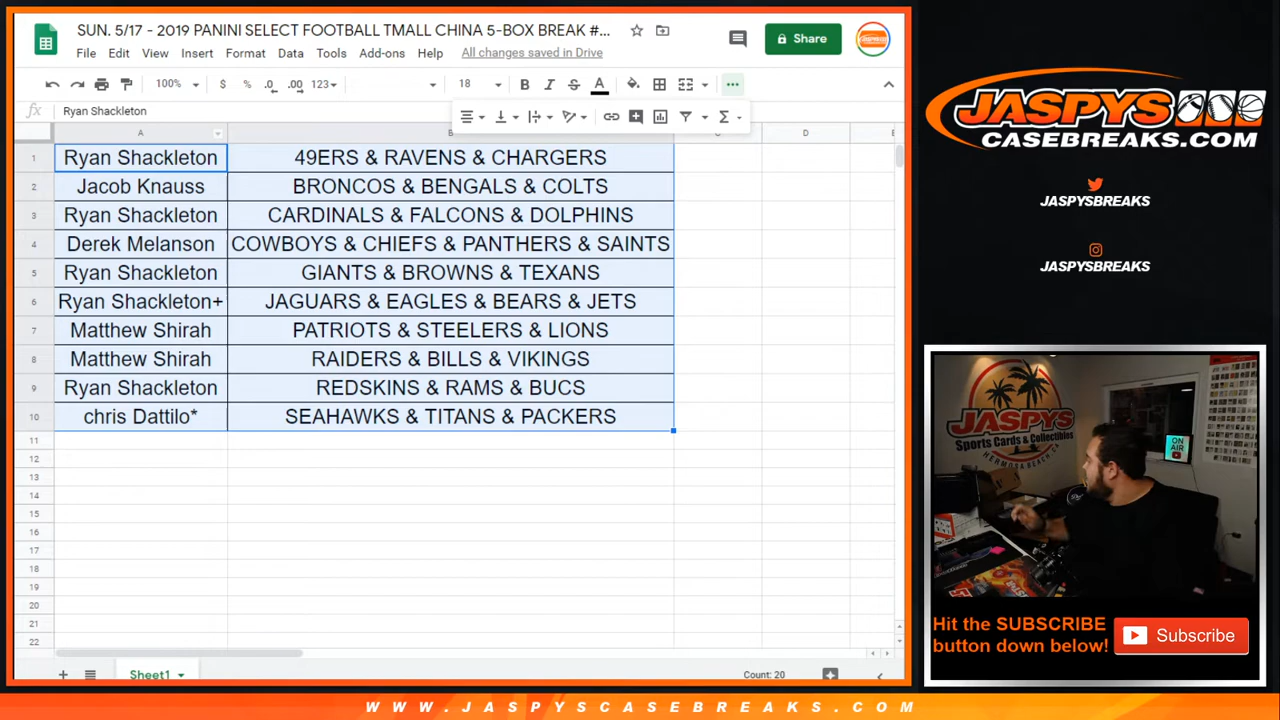 SUN. 5/17 - 2019 PANINI SELECT FOOTBALL TMALL CHINA 5-BOX BREAK #...
File Edit View Insert Format Data Tools Add-ons Help All changes saved in Drive
Share
100% $ % .0 .00 123 18 B I S A
fx Ryan Shackleton
A B C D E
1 Ryan Shackleton 49ERS & RAVENS & CHARGERS
2 Jacob Knauss BRONCOS & BENGALS & COLTS
3 Ryan Shackleton CARDINALS & FALCONS & DOLPHINS
4 Derek Melanson COWBOYS & CHIEFS & PANTHERS & SAINTS
5 Ryan Shackleton GIANTS & BROWNS & TEXANS
6 Ryan Shackleton+ JAGUARS & EAGLES & BEARS & JETS
7 Matthew Shirah PATRIOTS & STEELERS & LIONS
8 Matthew Shirah RAIDERS & BILLS & VIKINGS
9 Ryan Shackleton REDSKINS & RAMS & BUCS
10 chris Dattilo* SEAHAWKS & TITANS & PACKERS
11
12
13
14
15
16
17
18
19
20
21
22
Sheet1
Count: 20
JASPYS
CASEBREAKS.COM
JASPYSBREAKS
JASPYSBREAKS
JASPYS
Sports Cards & Collectibles
HERMOSA BEACH, CA
ON
AIR
Hit the SUBSCRIBE
button down below!
Subscribe
WWW.JASPYSCASEBREAKS.COM